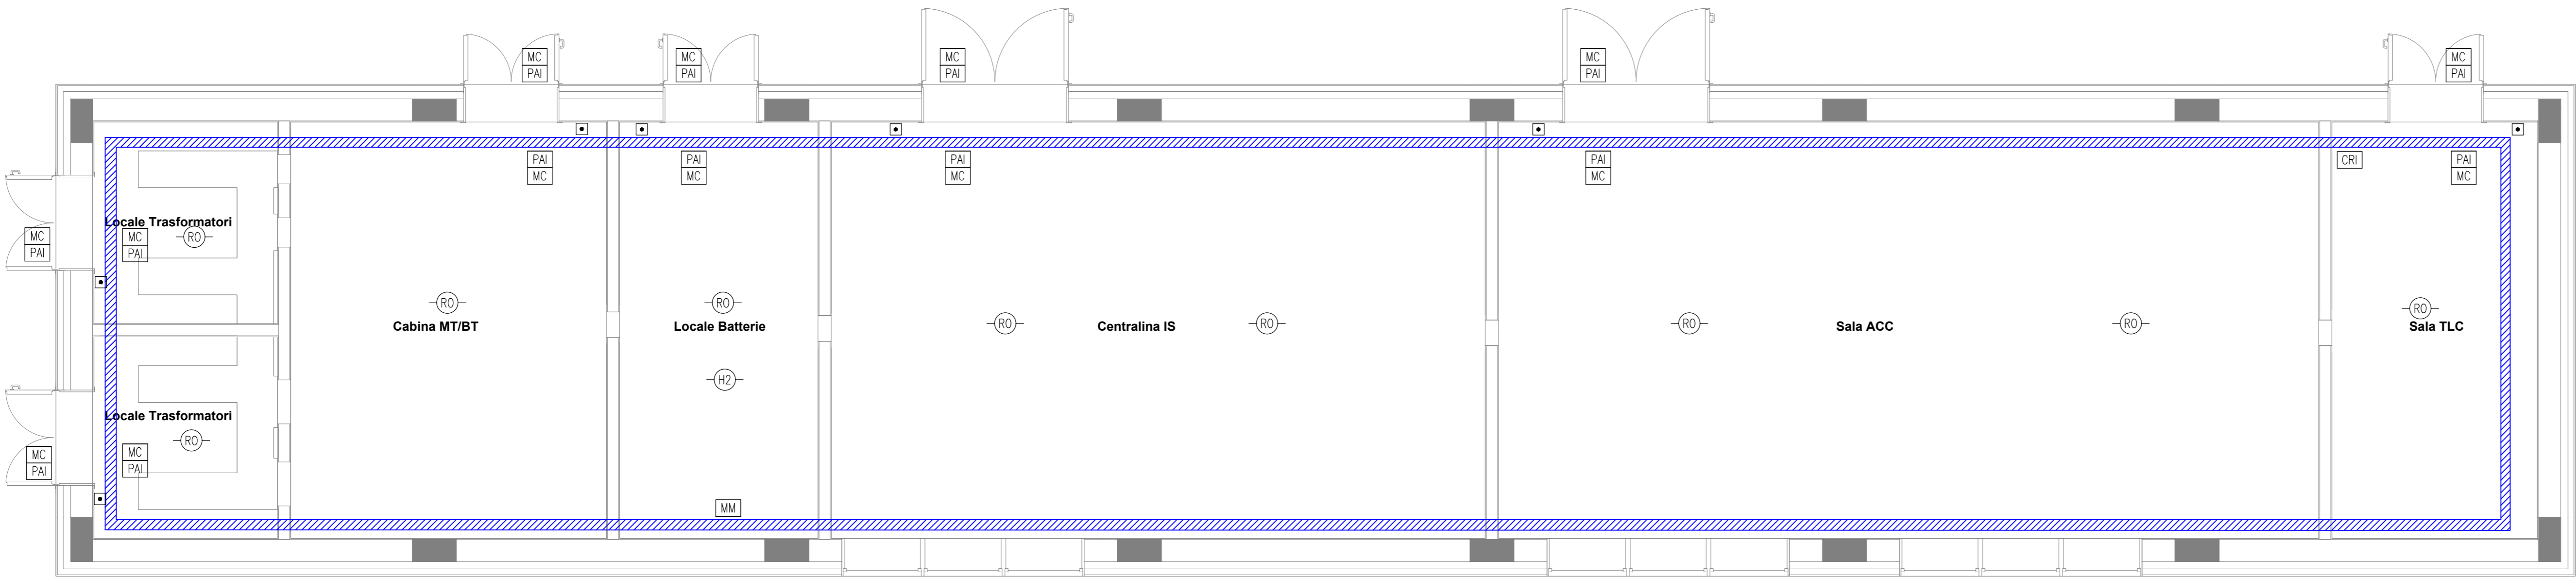 MC
PAI
MC
PAI
MC
PAI
MC
PAI
MC
PAI
PAI
MC
PAI
MC
PAI
MC
PAI
MC
CRI
PAI
MC
Locale Trasformatori
MC
PAI
MC
PAI
RO
RO
RO
RO
RO
RO
RO
RO
Cabina MT/BT
Locale Batterie
Centralina IS
Sala ACC
Sala TLC
H2
Locale Trasformatori
RO
MC
PAI
MC
PAI
MM